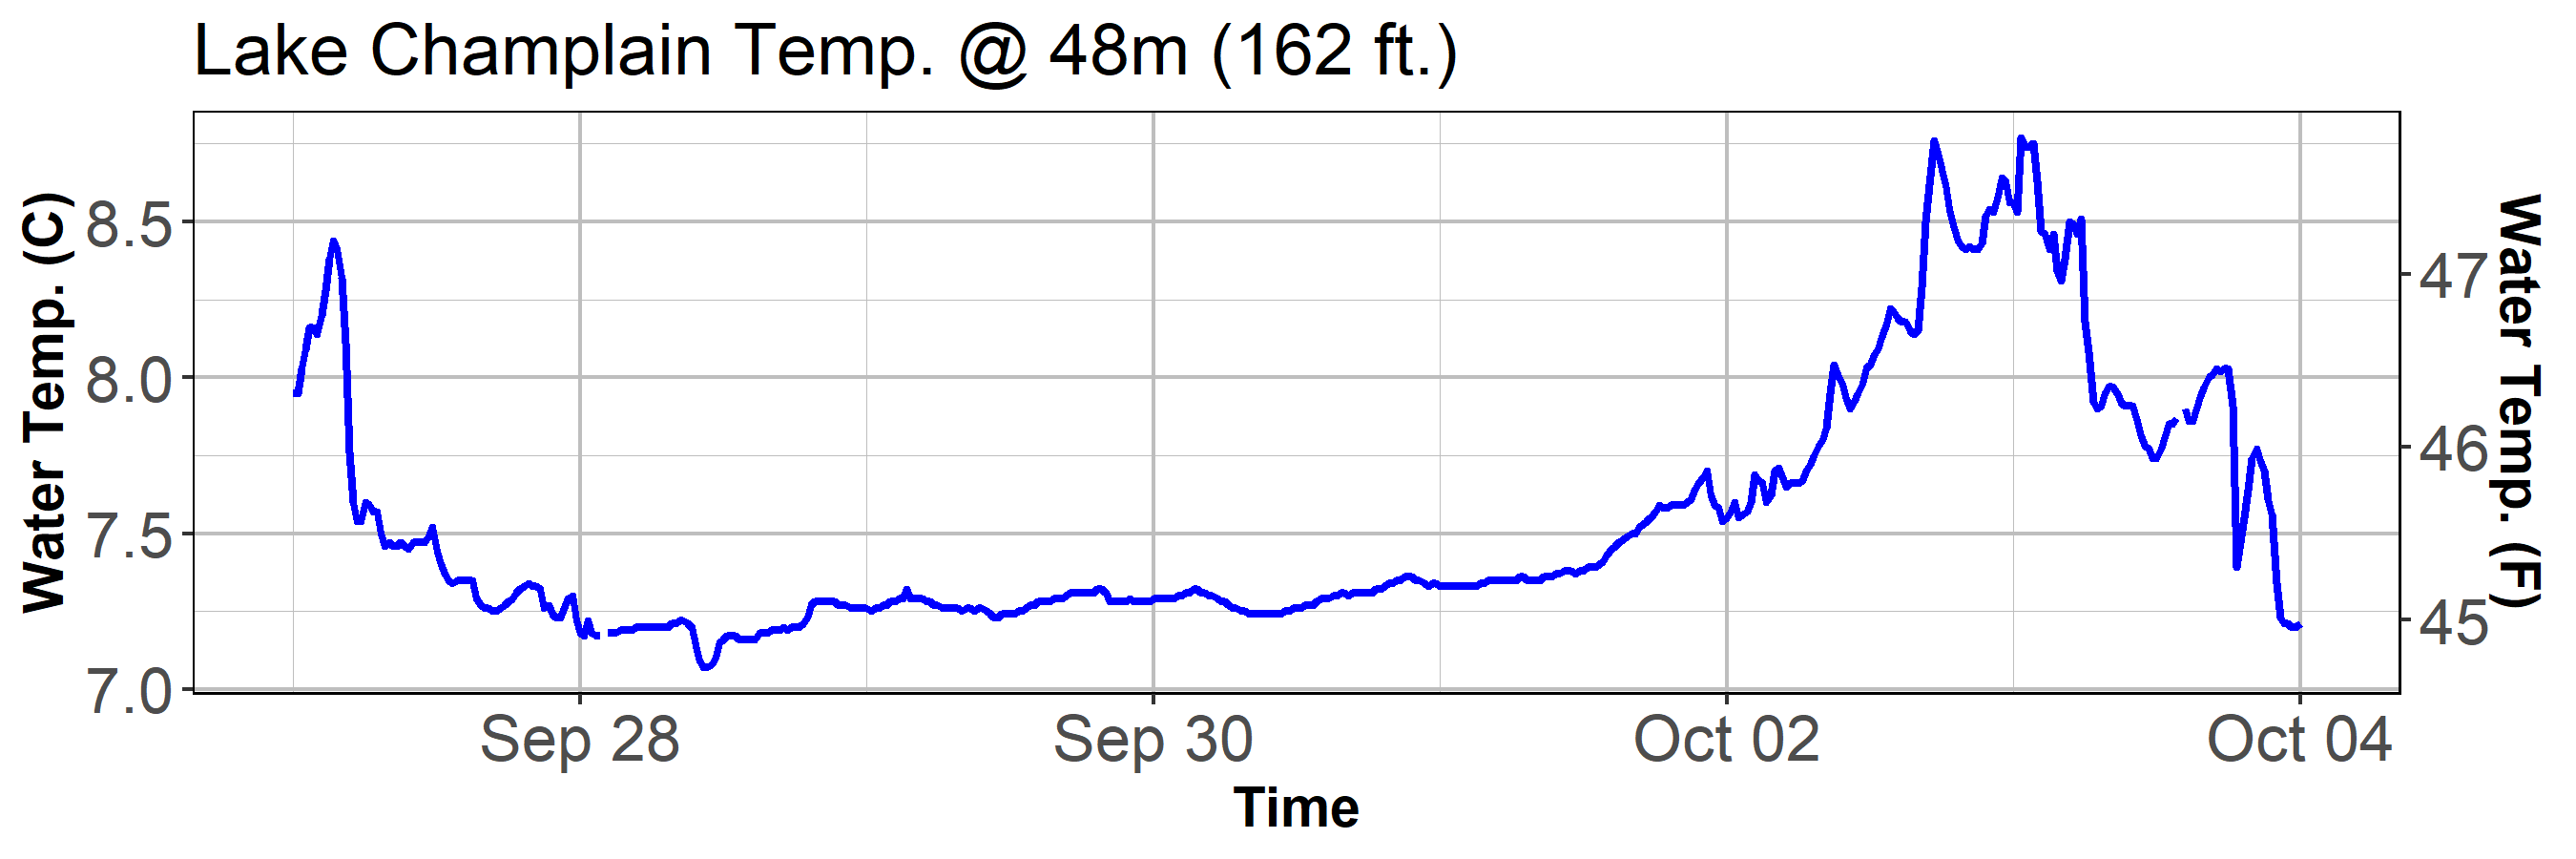 Lake Champlain Temp. @ 48m (162 ft.)
Water Temp. (C)
8.5
8.0
7.5
7.0
47
46
45
Water Temp. (F)
Sep 28 Sep 30 Oct 02 Oct 04
Time